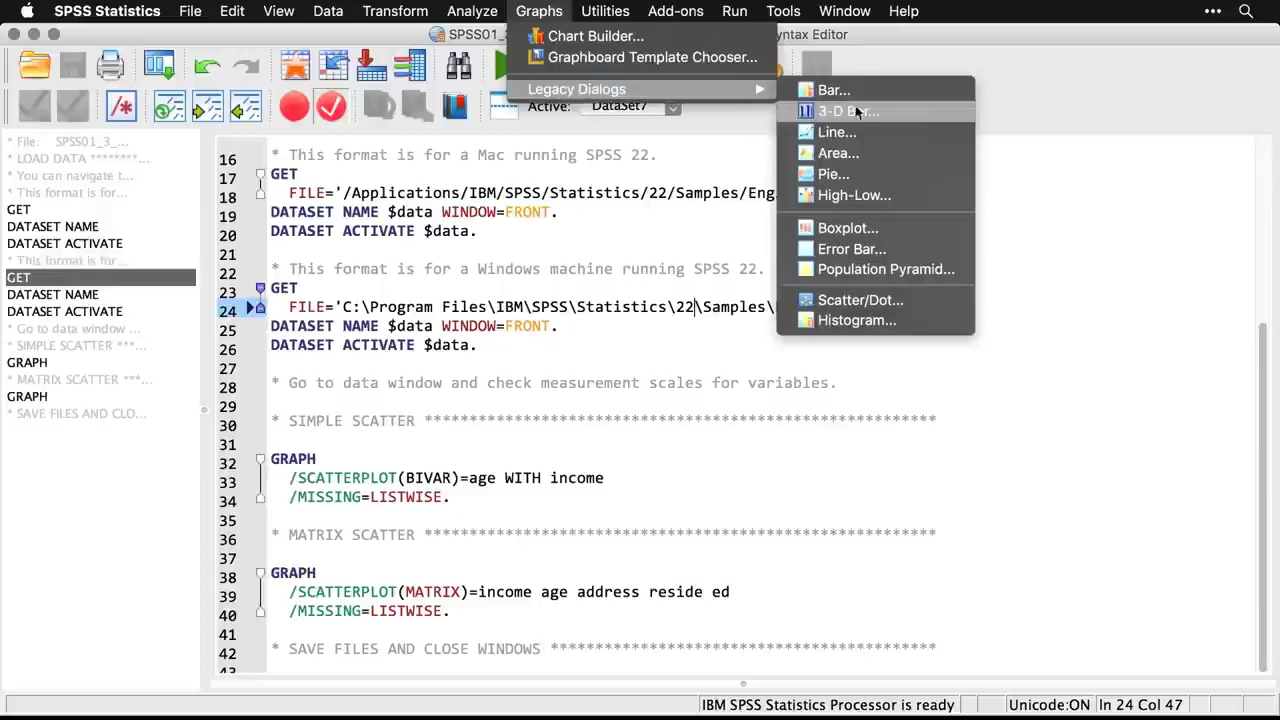 SPSS Statistics File Edit View Data Transform Analyze Graphs Utilities Add-ons Run Tools Window Help
SPSS01_3_
yntax Editor
Chart Builder...
Graphboard Template Chooser...
Legacy Dialogs
Active: DataSet7
Bar...
3-D Bar...
Line...
Area...
Pie...
High-Low...
Boxplot...
Error Bar...
Population Pyramid...
Scatter/Dot...
Histogram...
* File: SPSS01_3_...
* LOAD DATA ********...
* You can navigate t...
* This format is for...
GET
DATASET NAME
DATASET ACTIVATE
* This format is for...
GET
DATASET NAME
DATASET ACTIVATE
* Go to data window ...
* SIMPLE SCATTER ***...
GRAPH
* MATRIX SCATTER ***...
GRAPH
* SAVE FILES AND CLO...
16 * This format is for a Mac running SPSS 22.
17 GET
18 FILE='/Applications/IBM/SPSS/Statistics/22/Samples/Eng
19 DATASET NAME $data WINDOW=FRONT.
20 DATASET ACTIVATE $data.
21
22 * This format is for a Windows machine running SPSS 22.
23 GET
24 FILE='C:\Program Files\IBM\SPSS\Statistics\22\Samples\
25 DATASET NAME $data WINDOW=FRONT.
26 DATASET ACTIVATE $data.
27
28 * Go to data window and check measurement scales for variables.
29
30 * SIMPLE SCATTER *********************************************************
31
32 GRAPH
33 /SCATTERPLOT(BIVAR)=age WITH income
34 /MISSING=LISTWISE.
35
36 * MATRIX SCATTER *********************************************************
37
38 GRAPH
39 /SCATTERPLOT(MATRIX)=income age address reside ed
40 /MISSING=LISTWISE.
41
42 * SAVE FILES AND CLOSE WINDOWS *******************************************
43
IBM SPSS Statistics Processor is ready
Unicode:ON In 24 Col 47